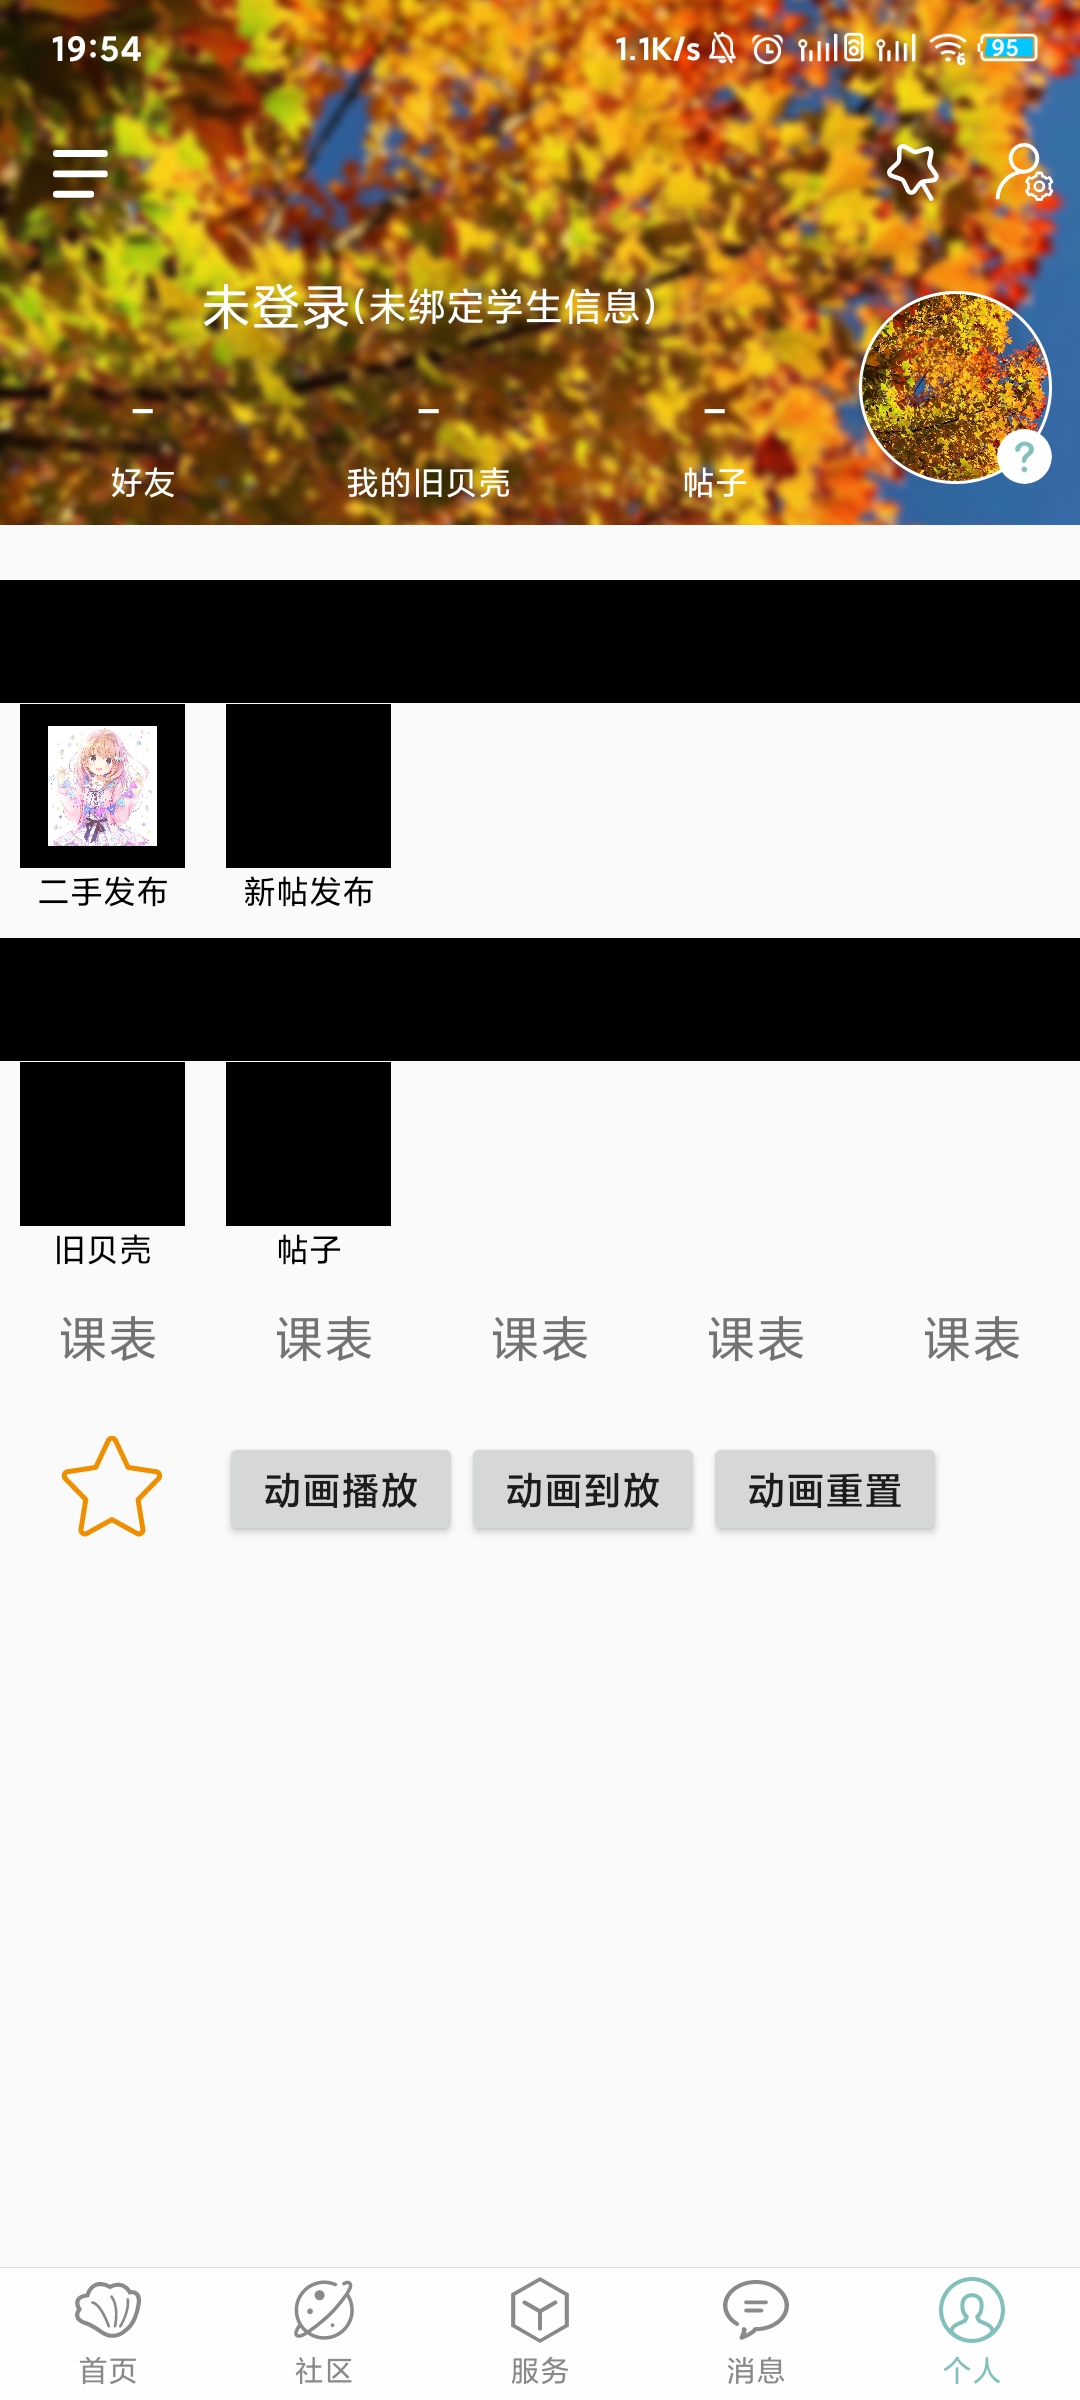 19:54 1.1K/s 6 95
未登录(未绑定学生信息)
– – –
好友 我的旧贝壳 帖子
?
二手发布 新帖发布
旧贝壳 帖子
课表 课表 课表 课表 课表
动画播放 动画到放 动画重置
首页 社区 服务 消息 个人